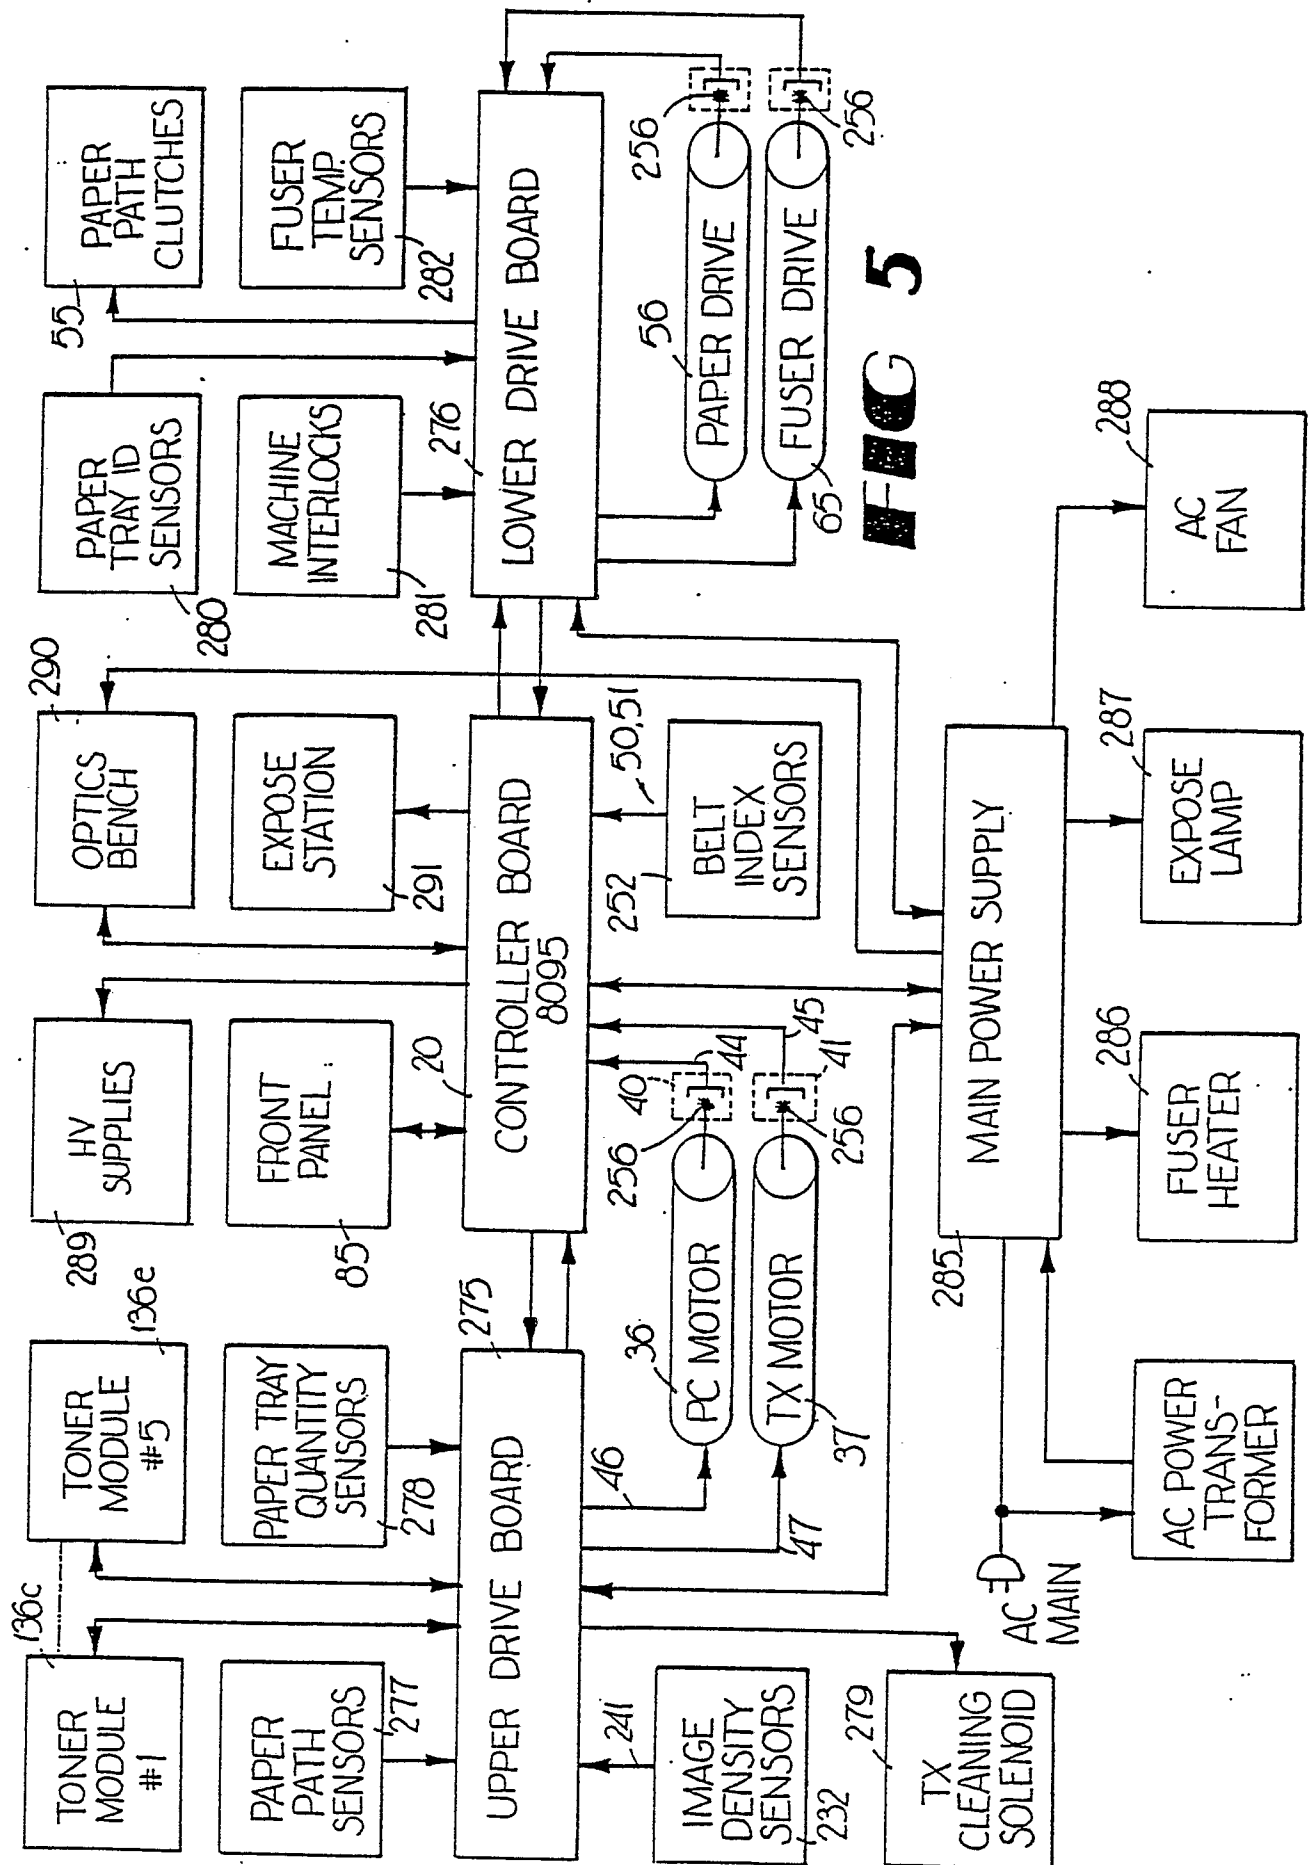 136c
TONER
MODULE
#1
TONER
MODULE
#5
136e
HV
SUPPLIES
289
OPTICS
BENCH
290
PAPER
TRAY ID
SENSORS
280
PAPER
PATH
CLUTCHES
55
PAPER
PATH
SENSORS
277
PAPER TRAY
QUANTITY
SENSORS
278
FRONT
PANEL
85
EXPOSE
STATION
291
MACHINE
INTERLOCKS
281
FUSER
TEMP.
SENSORS
282
UPPER DRIVE BOARD
275
CONTROLLER BOARD
8095
20
LOWER DRIVE BOARD
276
241
IMAGE
DENSITY
SENSORS
232
46
47
36
PC MOTOR
TX MOTOR
37
256
40
44
45
41
256
50,51
252
BELT
INDEX
SENSORS
56
PAPER DRIVE
256
FUSER DRIVE
65
256
FIG 5
279
TX
CLEANING
SOLENOID
AC
MAIN
285
MAIN POWER SUPPLY
AC POWER
TRANS-
FORMER
286
FUSER
HEATER
287
EXPOSE
LAMP
288
AC
FAN